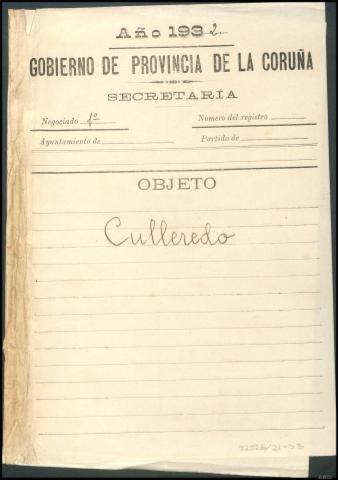 Año 1932
GOBIERNO DE PROVINCIA DE LA CORUÑA
SECRETARÍA
Negociado 1º Numero del registro
Ayuntamiento de Partido de
OBJETO
Culleredo